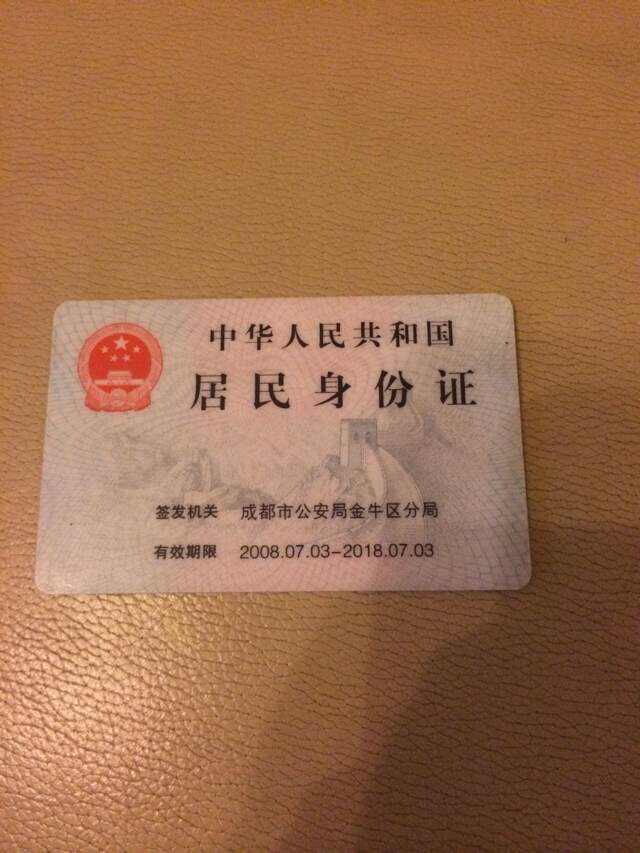 中华人民共和国
居民身份证
签发机关 成都市公安局金牛区分局
有效期限 2008.07.03-2018.07.03